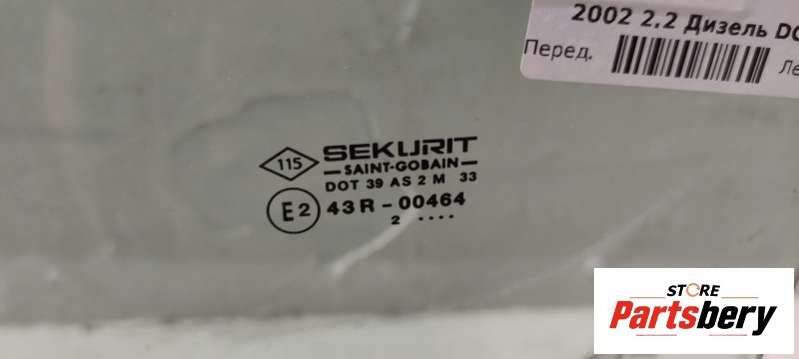 2002 2.2 Дизель
Перед.
115
SEKURIT
SAINT-GOBAIN
DOT 39 AS 2 M 33
E2 43R-00464
2 ....
STORE
Partsbery